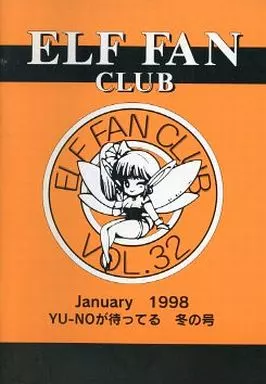 ELF FAN
CLUB
ELF FAN CLUB
VOL.32
January 1998
YU-NOが待ってる 冬の号